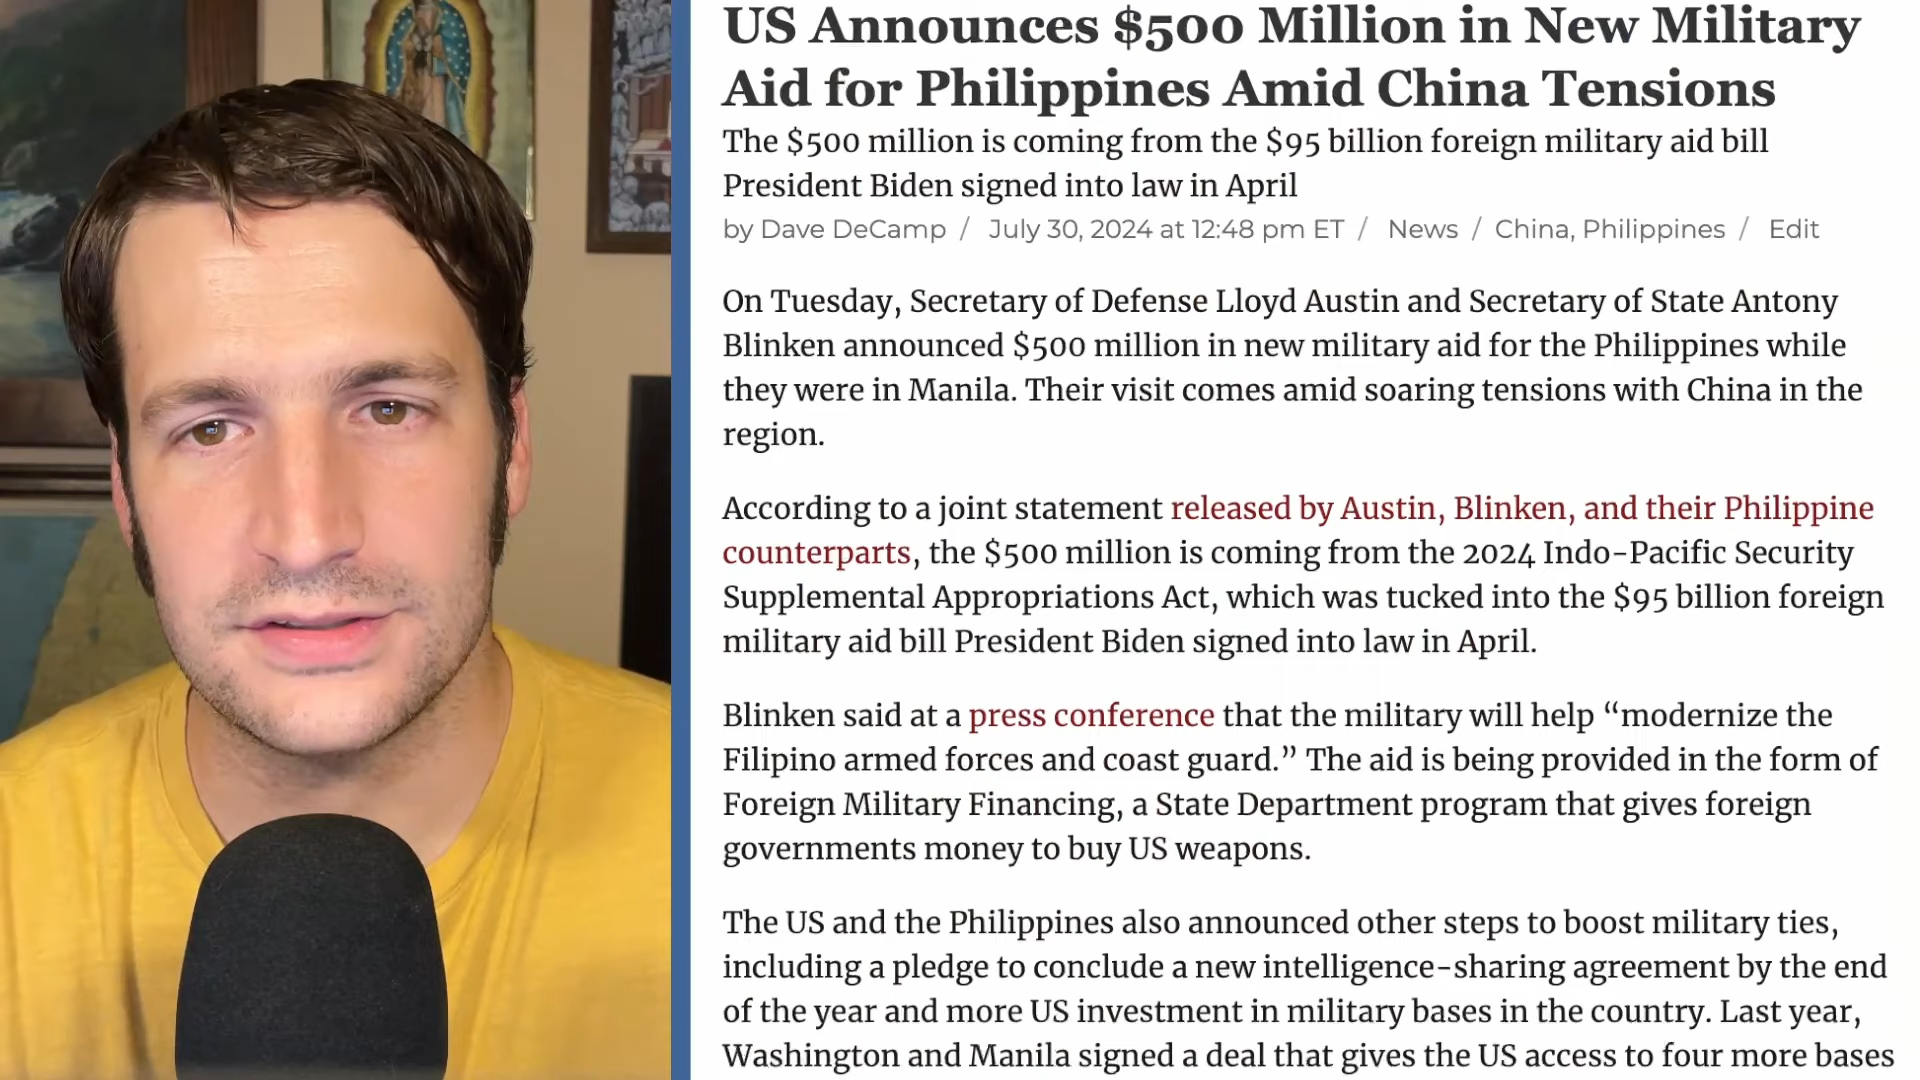 US Announces $500 Million in New Military
Aid for Philippines Amid China Tensions
The $500 million is coming from the $95 billion foreign military aid bill
President Biden signed into law in April
by Dave DeCamp / July 30, 2024 at 12:48 pm ET / News / China, Philippines / Edit
On Tuesday, Secretary of Defense Lloyd Austin and Secretary of State Antony
Blinken announced $500 million in new military aid for the Philippines while
they were in Manila. Their visit comes amid soaring tensions with China in the
region.
According to a joint statement released by Austin, Blinken, and their Philippine
counterparts, the $500 million is coming from the 2024 Indo-Pacific Security
Supplemental Appropriations Act, which was tucked into the $95 billion foreign
military aid bill President Biden signed into law in April.
Blinken said at a press conference that the military will help “modernize the
Filipino armed forces and coast guard.” The aid is being provided in the form of
Foreign Military Financing, a State Department program that gives foreign
governments money to buy US weapons.
The US and the Philippines also announced other steps to boost military ties,
including a pledge to conclude a new intelligence-sharing agreement by the end
of the year and more US investment in military bases in the country. Last year,
Washington and Manila signed a deal that gives the US access to four more bases